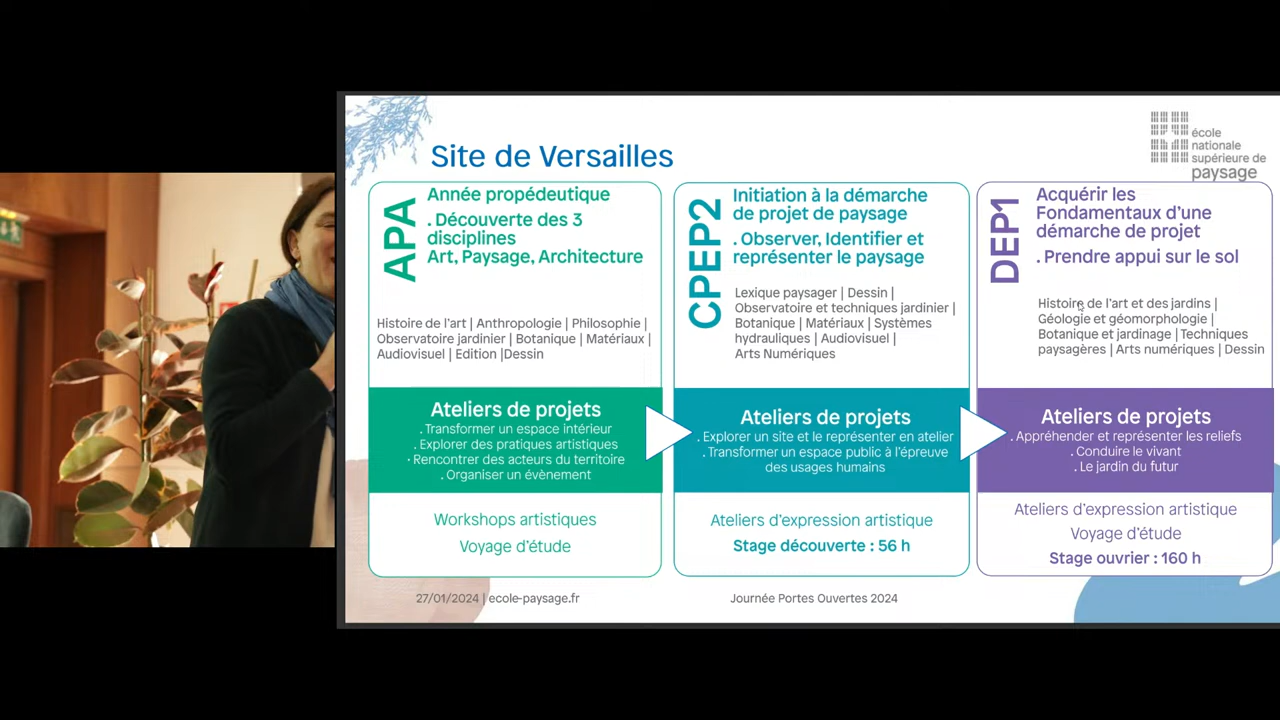 Site de Versailles
école
nationale
supérieure de
paysage
APA
Année propédeutique
. Découverte des 3
disciplines
Art, Paysage, Architecture
Histoire de l'art | Anthropologie | Philosophie |
Observatoire jardinier | Botanique | Matériaux |
Audiovisuel | Edition |Dessin
Ateliers de projets
. Transformer un espace intérieur
. Explorer des pratiques artistiques
· Rencontrer des acteurs du territoire
. Organiser un évènement
Workshops artistiques
Voyage d'étude
CPEP2
Initiation à la démarche
de projet de paysage
. Observer, Identifier et
représenter le paysage
Lexique paysager | Dessin |
Observatoire et techniques jardinier |
Botanique | Matériaux | Systèmes
hydrauliques | Audiovisuel |
Arts Numériques
Ateliers de projets
. Explorer un site et le représenter en atelier
. Transformer un espace public à l'épreuve
des usages humains
Ateliers d'expression artistique
Stage découverte : 56 h
DEP1
Acquérir les
Fondamentaux d'une
démarche de projet
. Prendre appui sur le sol
Histoire de l'art et des jardins |
Géologie et géomorphologie |
Botanique et jardinage | Techniques
paysagères | Arts numériques | Dessin
Ateliers de projets
. Appréhender et représenter les reliefs
. Conduire le vivant
. Le jardin du futur
Ateliers d'expression artistique
Voyage d'étude
Stage ouvrier : 160 h
27/01/2024 | ecole-paysage.fr
Journée Portes Ouvertes 2024